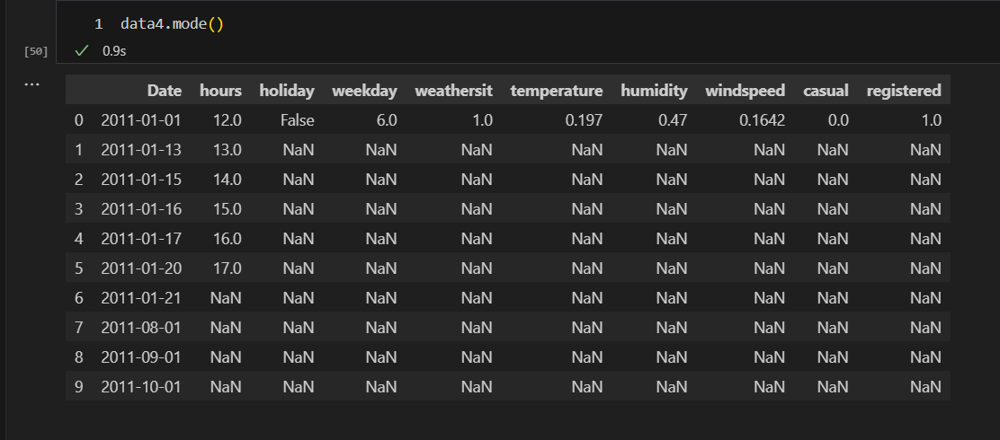 1 data4.mode()
[50] ✓ 0.9s
...
Date hours holiday weekday weathersit temperature humidity windspeed casual registered
0 2011-01-01 12.0 False 6.0 1.0 0.197 0.47 0.1642 0.0 1.0
1 2011-01-13 13.0 NaN NaN NaN NaN NaN NaN NaN NaN
2 2011-01-15 14.0 NaN NaN NaN NaN NaN NaN NaN NaN
3 2011-01-16 15.0 NaN NaN NaN NaN NaN NaN NaN NaN
4 2011-01-17 16.0 NaN NaN NaN NaN NaN NaN NaN NaN
5 2011-01-20 17.0 NaN NaN NaN NaN NaN NaN NaN NaN
6 2011-01-21 NaN NaN NaN NaN NaN NaN NaN NaN NaN
7 2011-08-01 NaN NaN NaN NaN NaN NaN NaN NaN NaN
8 2011-09-01 NaN NaN NaN NaN NaN NaN NaN NaN NaN
9 2011-10-01 NaN NaN NaN NaN NaN NaN NaN NaN NaN